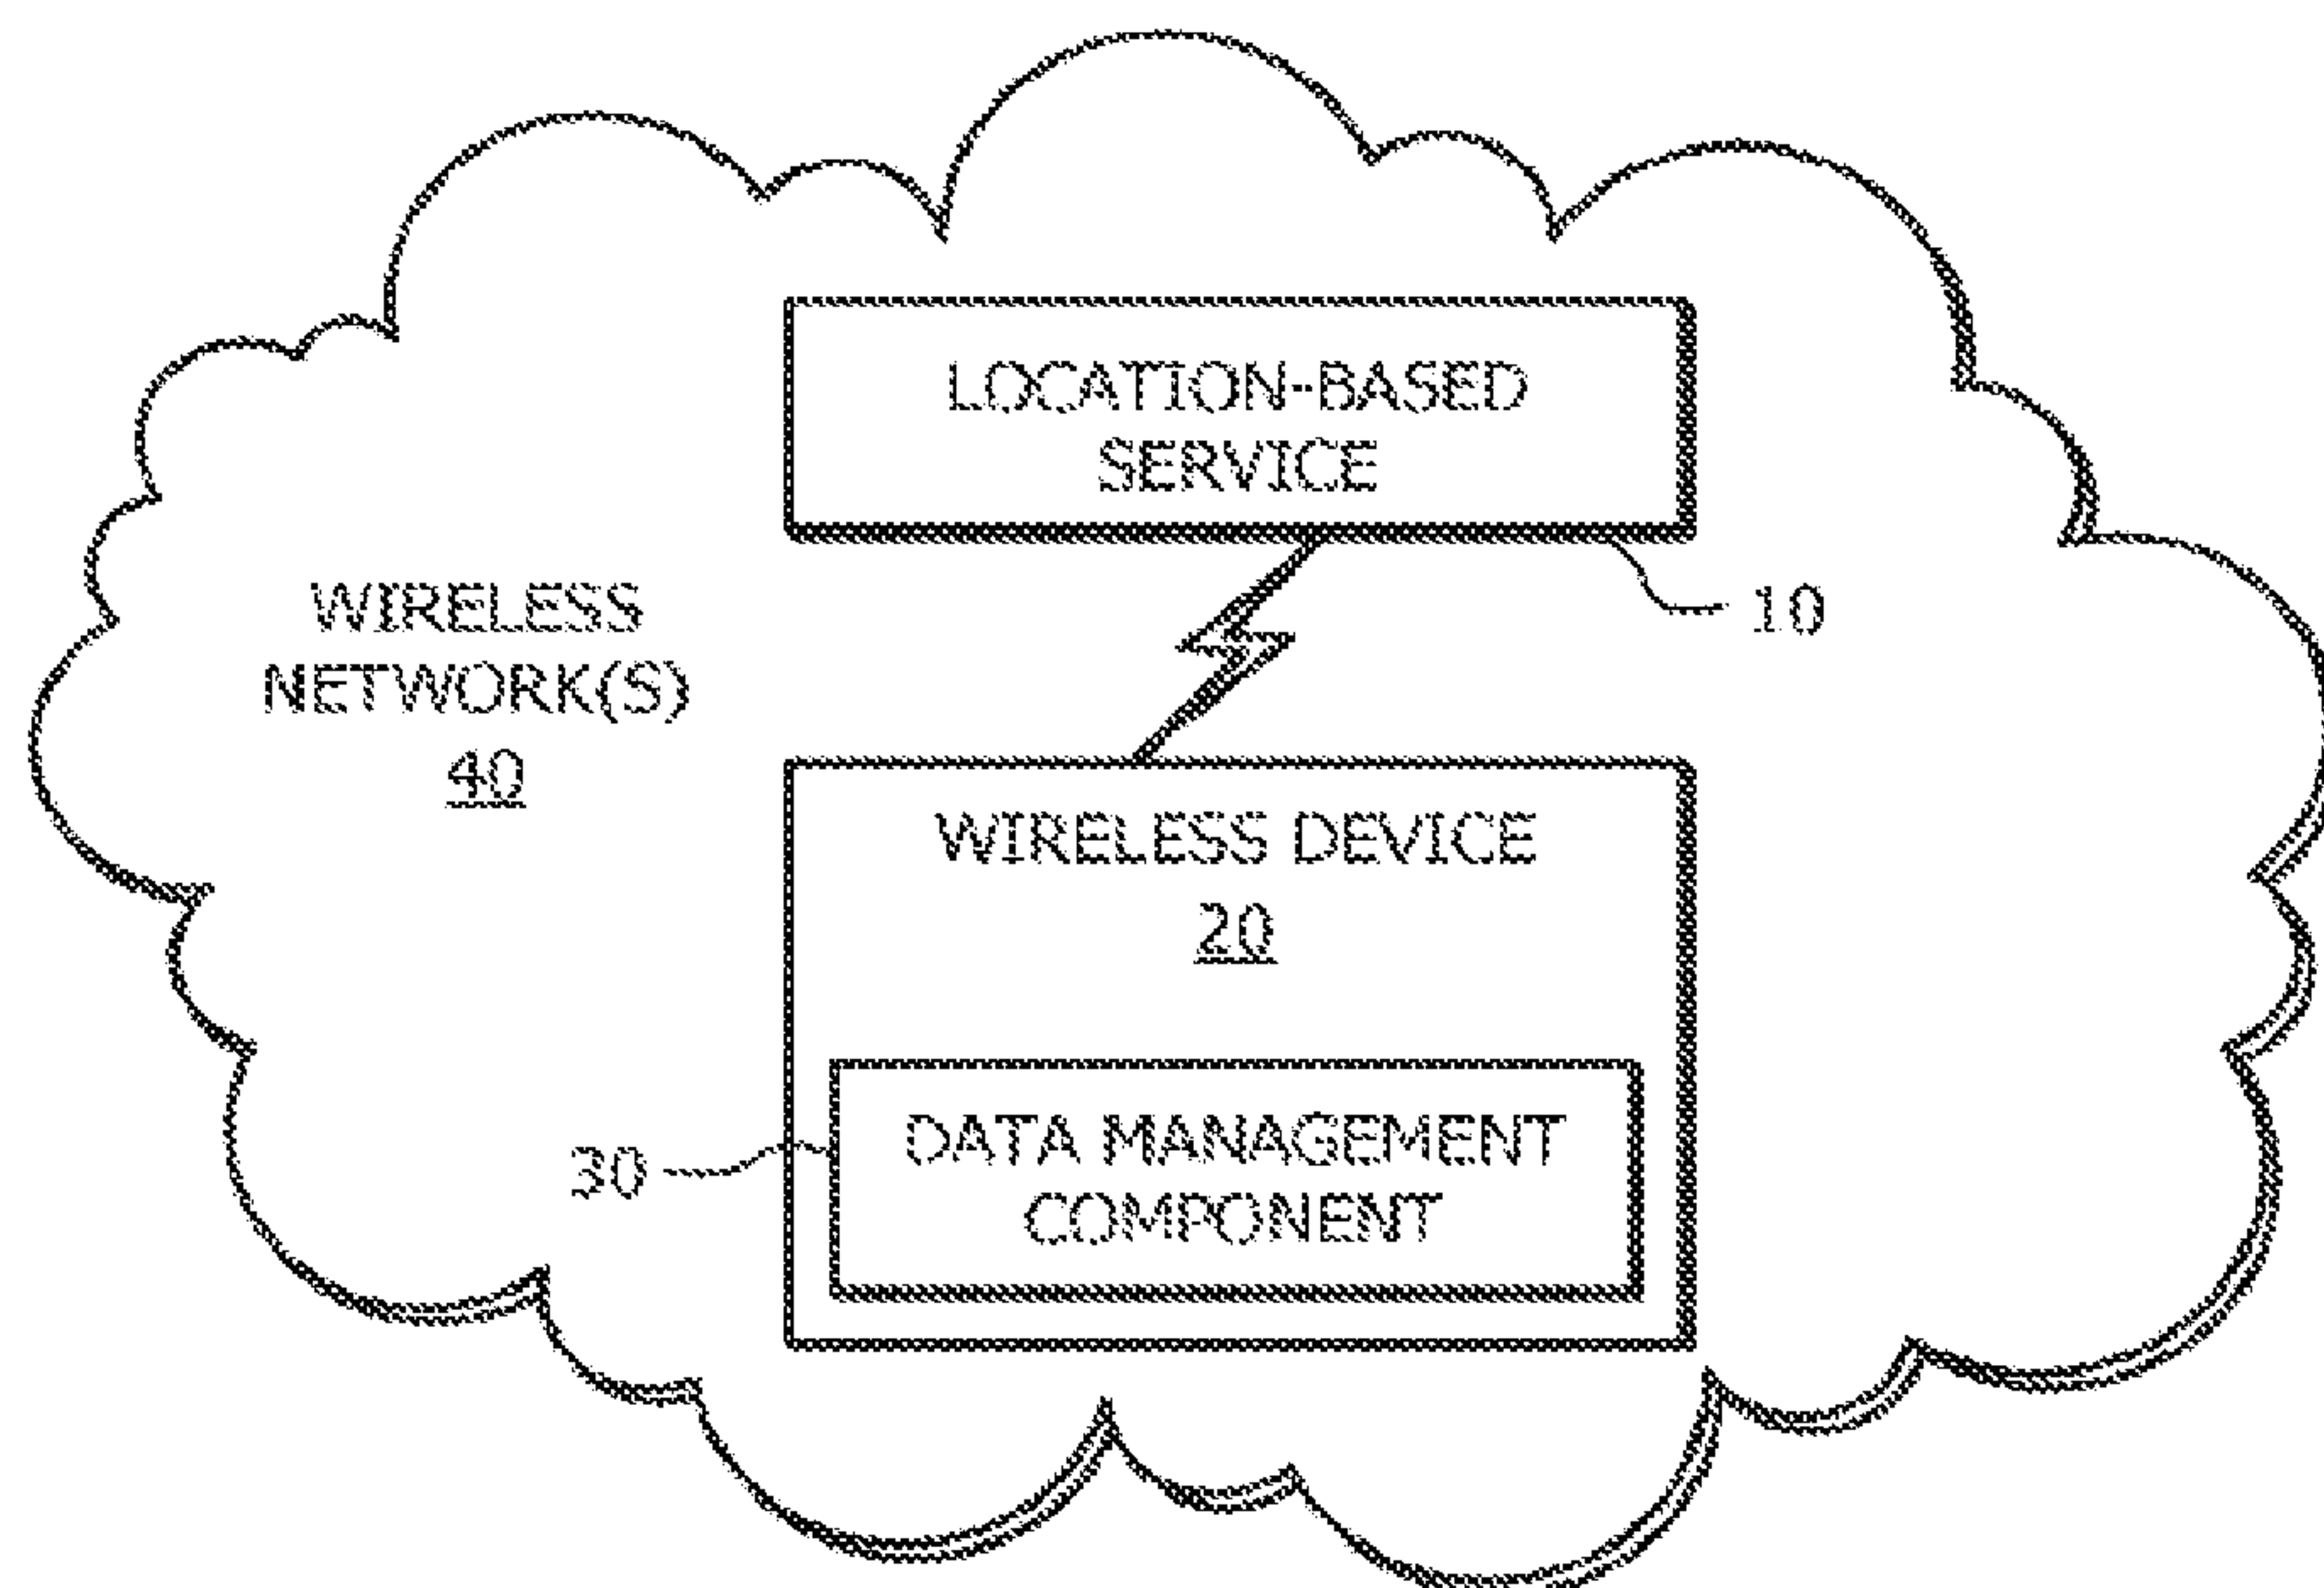 LOCATION-BASED
SERVICE
10
WIRELESS
NETWORK(S)
40
WIRELESS DEVICE
20
30
DATA MANAGEMENT
COMPONENT